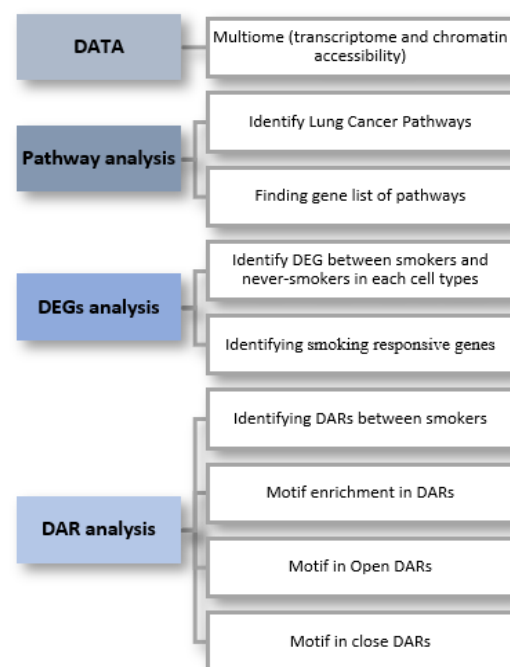 DATA
Multiome (transcriptome and chromatin
accessibility)
Pathway analysis
Identify Lung Cancer Pathways
Finding gene list of pathways
DEGs analysis
Identify DEG between smokers and
never-smokers in each cell types
Identifying smoking responsive genes
DAR analysis
Identifying DARs between smokers
Motif enrichment in DARs
Motif in Open DARs
Motif in close DARs